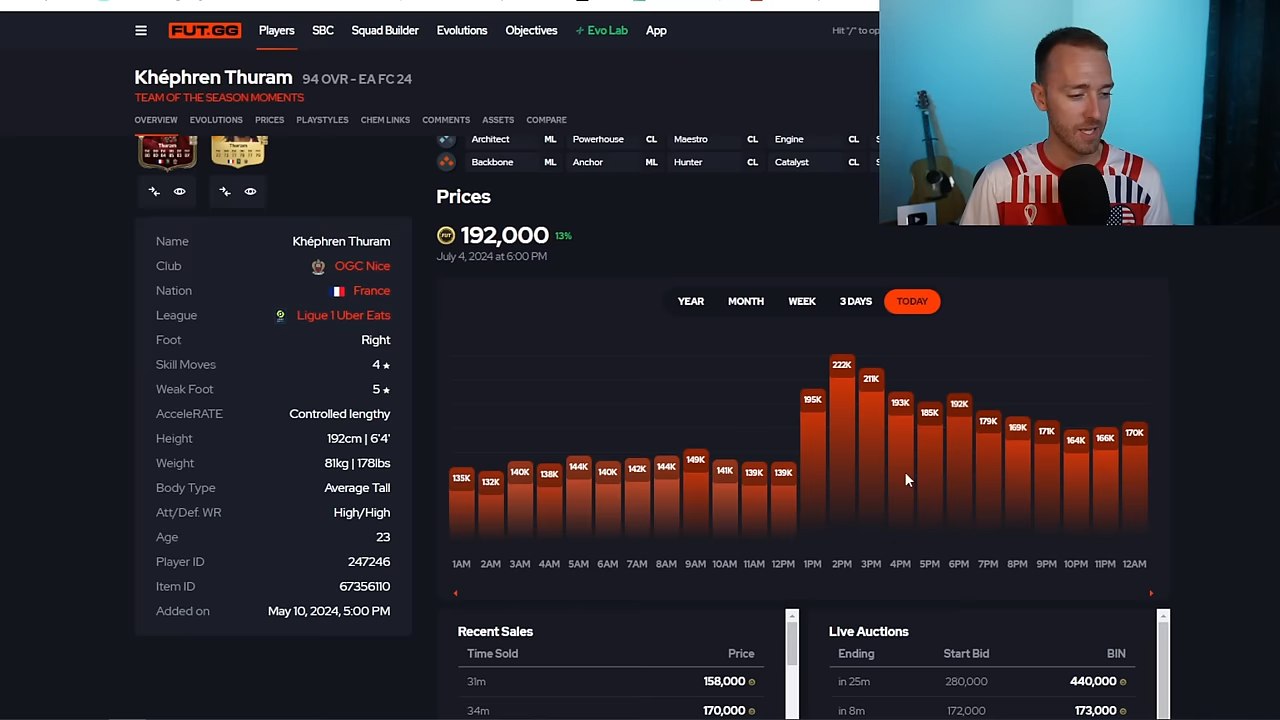 FUT.GG Players SBC Squad Builder Evolutions Objectives + Evo Lab App Hit "/" to op
Khéphren Thuram 94 OVR - EA FC 24
TEAM OF THE SEASON MOMENTS
OVERVIEW EVOLUTIONS PRICES PLAYSTYLES CHEM LINKS COMMENTS ASSETS COMPARE
Thuram Thuram
Architect ML Powerhouse CL Maestro CL Engine CL S
Backbone ML Anchor ML Hunter CL Catalyst CL S
Name Khéphren Thuram
Club OGC Nice
Nation France
League Ligue 1 Uber Eats
Foot Right
Skill Moves 4 ★
Weak Foot 5 ★
AcceleRATE Controlled lengthy
Height 192cm | 6'4'
Weight 81kg | 178lbs
Body Type Average Tall
Att/Def. WR High/High
Age 23
Player ID 247246
Item ID 67356110
Added on May 10, 2024, 5:00 PM
Prices
FUT 192,000 13%
July 4, 2024 at 6:00 PM
YEAR MONTH WEEK 3 DAYS TODAY
135K 132K 140K 138K 144K 140K 142K 144K 149K 141K 139K 139K 195K 222K 211K 193K 185K 192K 179K 169K 171K 164K 166K 170K
1AM 2AM 3AM 4AM 5AM 6AM 7AM 8AM 9AM 10AM 11AM 12PM 1PM 2PM 3PM 4PM 5PM 6PM 7PM 8PM 9PM 10PM 11PM 12AM
Recent Sales
Time Sold Price
31m 158,000
34m 170,000
Live Auctions
Ending Start Bid BIN
in 25m 280,000 440,000
in 8m 172,000 173,000